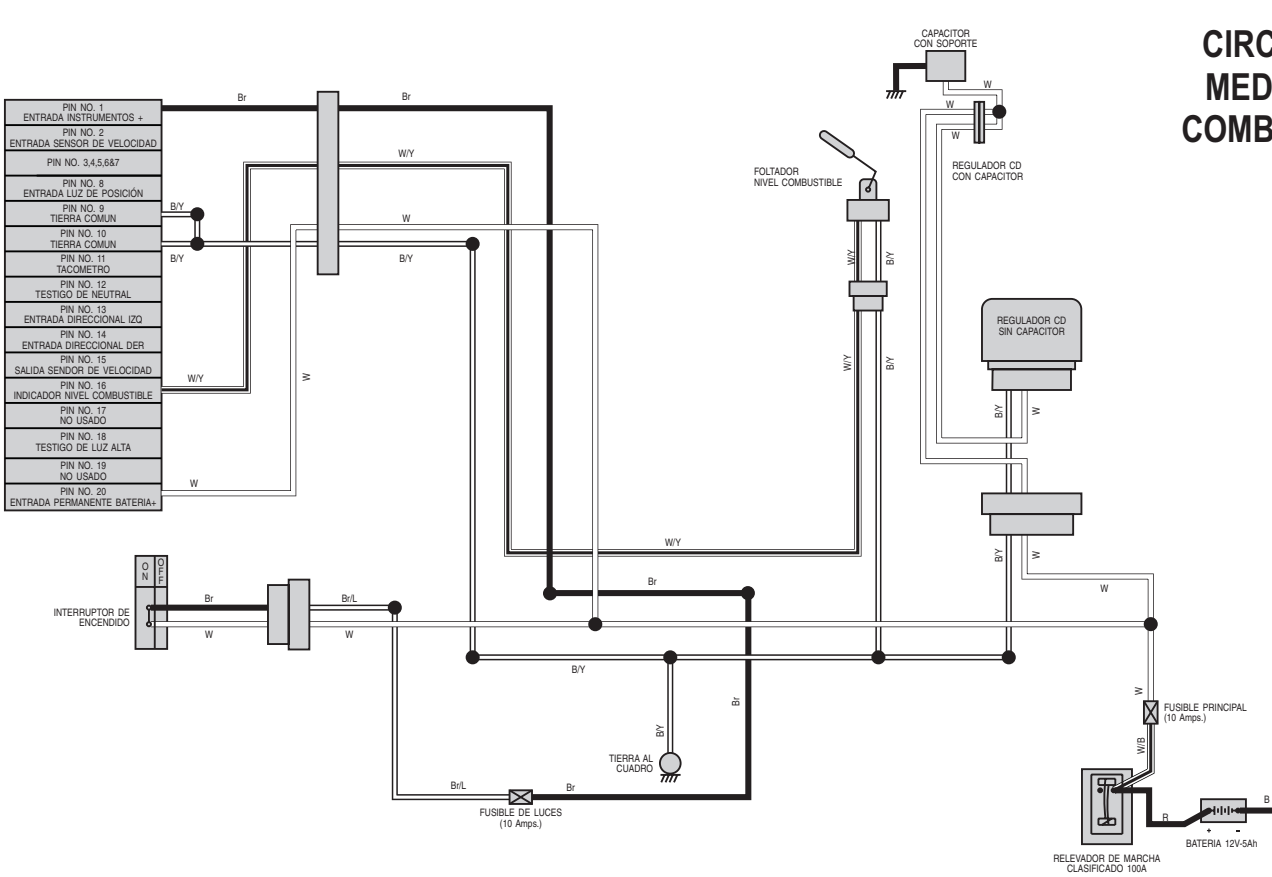 CIRC
MED
COMB
CAPACITOR
CON SOPORTE
W
W
W
REGULADOR CD
CON CAPACITOR
FOLTADOR
NIVEL COMBUSTIBLE
PIN NO. 1
ENTRADA INSTRUMENTOS +
PIN NO. 2
ENTRADA SENSOR DE VELOCIDAD
PIN NO. 3,4,5,6&7
PIN NO. 8
ENTRADA LUZ DE POSICIÓN
PIN NO. 9
TIERRA COMUN
PIN NO. 10
TIERRA COMUN
PIN NO. 11
TACOMETRO
PIN NO. 12
TESTIGO DE NEUTRAL
PIN NO. 13
ENTRADA DIRECCIONAL IZQ
PIN NO. 14
ENTRADA DIRECCIONAL DER
PIN NO. 15
SALIDA SENDOR DE VELOCIDAD
PIN NO. 16
INDICADOR NIVEL COMBUSTIBLE
PIN NO. 17
NO USADO
PIN NO. 18
TESTIGO DE LUZ ALTA
PIN NO. 19
NO USADO
PIN NO. 20
ENTRADA PERMANENTE BATERIA+
Br
Br
W/Y
B/Y
W
B/Y
B/Y
W/Y
W
W
W/Y
B/Y
W/Y
B/Y
REGULADOR CD
SIN CAPACITOR
B/Y
W
B/Y
W
W
W/Y
Br
ON
OFF
INTERRUPTOR DE
ENCENDIDO
Br
W
Br/L
W
B/Y
B/Y
Br
TIERRA AL
CUADRO
Br/L
Br
FUSIBLE DE LUCES
(10 Amps.)
W
FUSIBLE PRINCIPAL
(10 Amps.)
W/B
R
B
+ -
BATERIA 12V-5Ah
RELEVADOR DE MARCHA
CLASIFICADO 100A